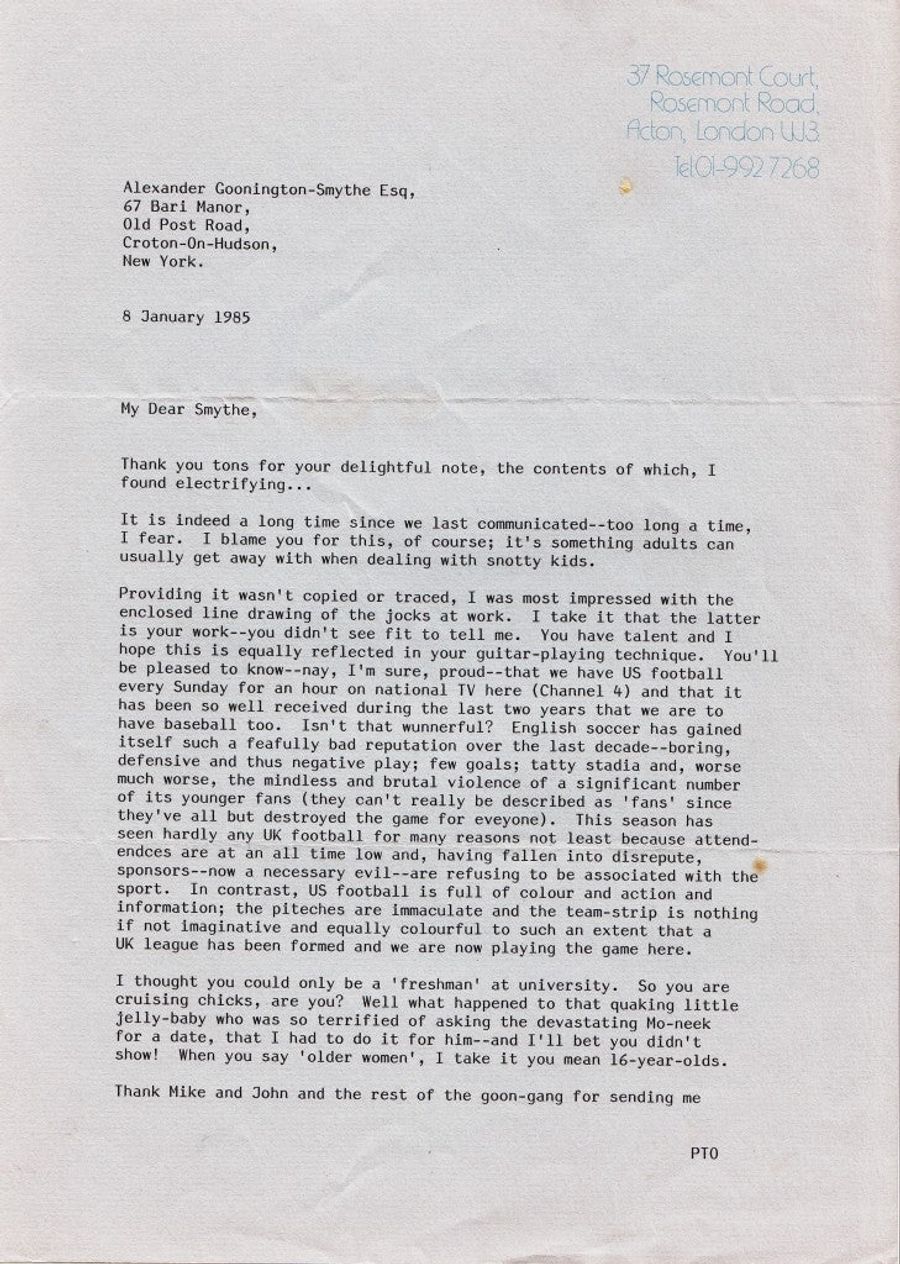 37 Rosemont Court,
Rosemont Road,
Acton, London W3
Tel:01-992 7268
Alexander Goonington-Smythe Esq,
67 Bari Manor,
Old Post Road,
Croton-On-Hudson,
New York.
8 January 1985
My Dear Smythe,
Thank you tons for your delightful note, the contents of which, I
found electrifying...
It is indeed a long time since we last communicated--too long a time,
I fear. I blame you for this, of course; it's something adults can
usually get away with when dealing with snotty kids.
Providing it wasn't copied or traced, I was most impressed with the
enclosed line drawing of the jocks at work. I take it that the latter
is your work--you didn't see fit to tell me. You have talent and I
hope this is equally reflected in your guitar-playing technique. You'll
be pleased to know--nay, I'm sure, proud--that we have US football
every Sunday for an hour on national TV here (Channel 4) and that it
has been so well received during the last two years that we are to
have baseball too. Isn't that wunnerful? English soccer has gained
itself such a feafully bad reputation over the last decade--boring,
defensive and thus negative play; few goals; tatty stadia and, worse
much worse, the mindless and brutal violence of a significant number
of its younger fans (they can't really be described as 'fans' since
they've all but destroyed the game for eveyone). This season has
seen hardly any UK football for many reasons not least because attend-
endces are at an all time low and, having fallen into disrepute,
sponsors--now a necessary evil--are refusing to be associated with the
sport. In contrast, US football is full of colour and action and
information; the piteches are immaculate and the team-strip is nothing
if not imaginative and equally colourful to such an extent that a
UK league has been formed and we are now playing the game here.
I thought you could only be a 'freshman' at university. So you are
cruising chicks, are you? Well what happened to that quaking little
jelly-baby who was so terrified of asking the devastating Mo-neek
for a date, that I had to do it for him--and I'll bet you didn't
show! When you say 'older women', I take it you mean 16-year-olds.
Thank Mike and John and the rest of the goon-gang for sending me
PTO